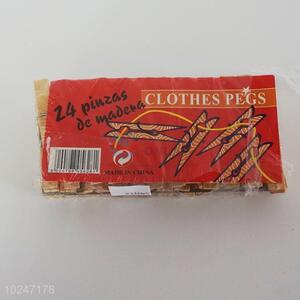 24 pinzas
de madera
CLOTHES PEGS
MADE IN CHINA
10247178